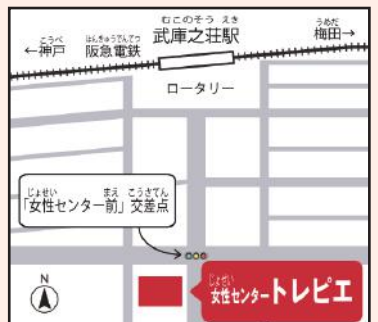 むこのそう えき
武庫之荘駅
こうべ
←神戸
はんきゅうでんてつ
阪急電鉄
うめだ
梅田→
ロータリー
じょせい まえ こうさてん
「女性センター前」交差点
N
じょせい
女性センタートレピエ